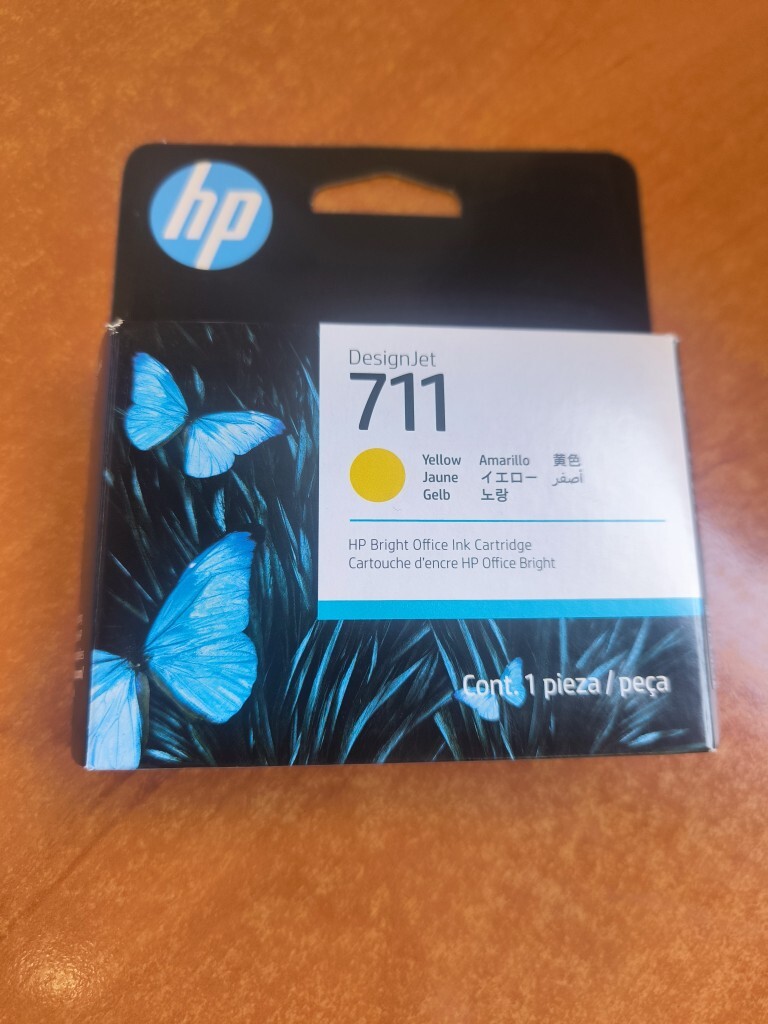 hp
DesignJet
711
Yellow Amarillo 黄色
Jaune イエロー أصفر
Gelb 노랑
HP Bright Office Ink Cartridge
Cartouche d'encre HP Office Bright
Cont. 1 pieza / peça